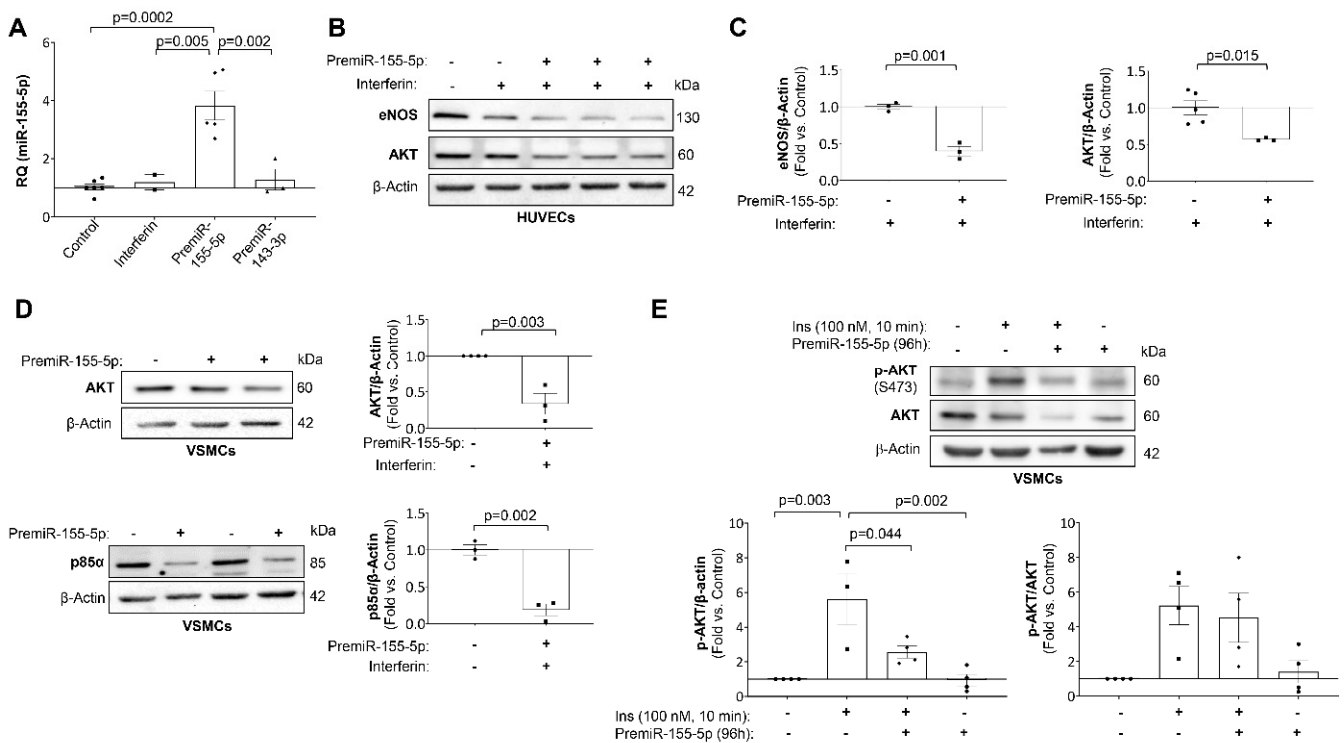 A
p=0.0002
p=0.005
p=0.002
RQ (miR-155-5p)
6
4
2
0
Control
Interferin
PremiR-
155-5p
PremiR-
143-3p
B
PremiR-155-5p: - - + + +
Interferin: - + + + + kDa
eNOS 130
AKT 60
β-Actin 42
HUVECs
C
p=0.001
eNOS/β-Actin
(Fold vs. Control)
1.5
1.0
0.5
0.0
PremiR-155-5p: - +
Interferin: + +
p=0.015
AKT/β-Actin
(Fold vs. Control)
1.5
1.0
0.5
0.0
PremiR-155-5p: - +
Interferin: + +
D
PremiR-155-5p: - + + kDa
AKT 60
β-Actin 42
VSMCs
p=0.003
AKT/β-Actin
(Fold vs. Control)
1.5
1.0
0.5
0.0
PremiR-155-5p: - +
Interferin: - +
PremiR-155-5p: - + - + kDa
p85α 85
β-Actin 42
VSMCs
p=0.002
p85α/β-Actin
(Fold vs. Control)
1.5
1.0
0.5
0.0
PremiR-155-5p: - +
Interferin: - +
E
Ins (100 nM, 10 min): - + + -
PremiR-155-5p (96h): - - + + kDa
p-AKT
(S473) 60
AKT 60
β-Actin 42
VSMCs
p=0.003
p=0.002
p=0.044
p-AKT/β-actin
(Fold vs. Control)
10
8
6
4
2
0
Ins (100 nM, 10 min): - + + -
PremiR-155-5p (96h): - - + +
p-AKT/AKT
(Fold vs. Control)
10
8
6
4
2
0
- + + -
- - + +